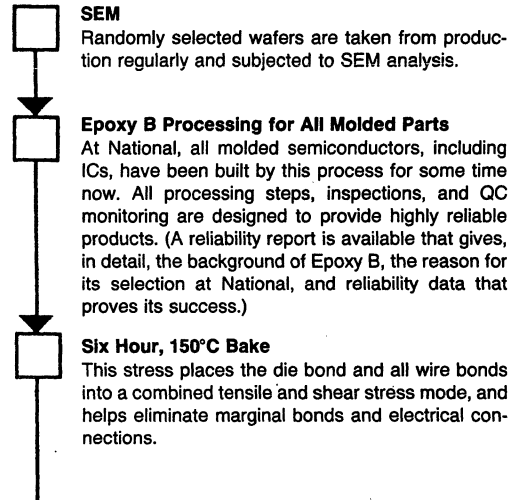 SEM
Randomly selected wafers are taken from produc-
tion regularly and subjected to SEM analysis.
Epoxy B Processing for All Molded Parts
At National, all molded semiconductors, including
ICs, have been built by this process for some time
now. All processing steps, inspections, and QC
monitoring are designed to provide highly reliable
products. (A reliability report is available that gives,
in detail, the background of Epoxy B, the reason for
its selection at National, and reliability data that
proves its success.)
Six Hour, 150°C Bake
This stress places the die bond and all wire bonds
into a combined tensile and shear stress mode, and
helps eliminate marginal bonds and electrical con-
nections.